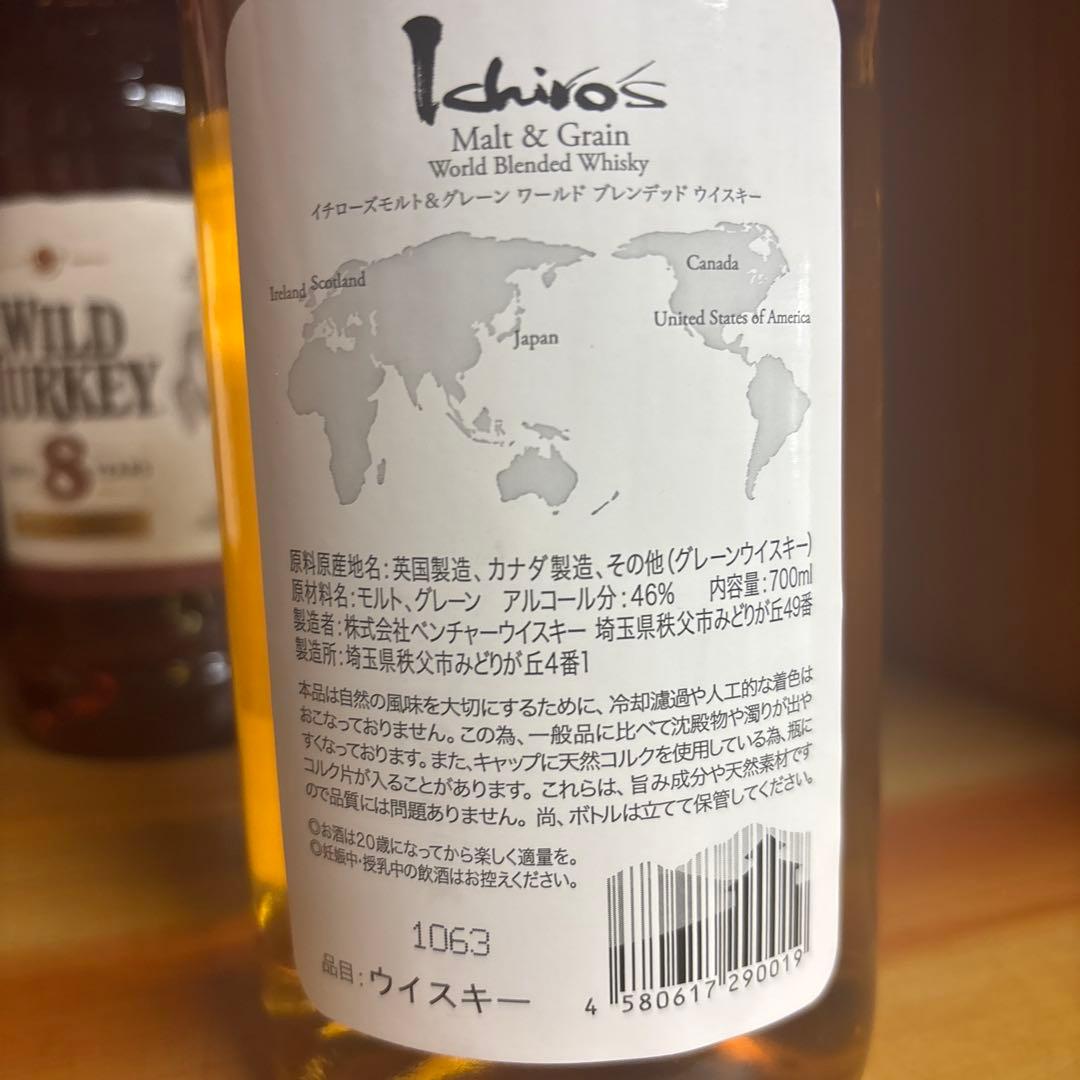 Ichiro's
Malt & Grain
World Blended Whisky
イチローズモルト&グレーン ワールド ブレンデッド ウイスキー
Canada
Ireland Scotland
United States of America
Japan
原料原産地名:英国製造、カナダ製造、その他(グレーンウイスキー)
原材料名:モルト、グレーン アルコール分:46% 内容量:700ml
製造者:株式会社ベンチャーウイスキー 埼玉県秩父市みどりが丘49番
製造所:埼玉県秩父市みどりが丘4番1
本品は自然の風味を大切にするために、冷却濾過や人工的な着色は
おこなっておりません。この為、一般品に比べて沈殿物や濁りが出や
すくなっております。また、キャップに天然コルクを使用している為、瓶に
コルク片が入ることがあります。これらは、旨み成分や天然素材です
ので品質には問題ありません。尚、ボトルは立てて保管してください。
◎お酒は20歳になってから楽しく適量を。
◎妊娠中・授乳中の飲酒はお控えください。
1063
品目:ウイスキー
4 580617 290019
WILD
TURKEY
8 YEARS